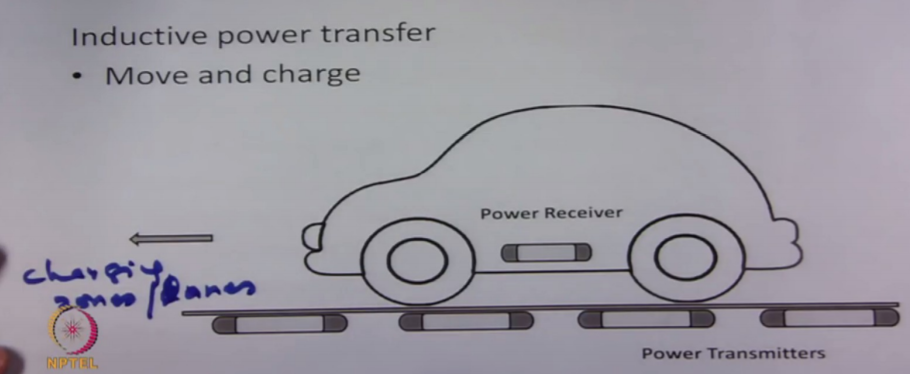 Inductive power transfer
• Move and charge
Power Receiver
charging
zones / lanes
NPTEL
Power Transmitters